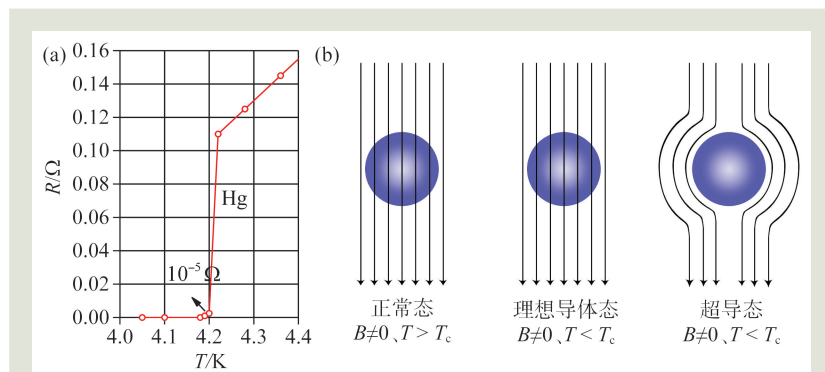 (a)
R/Ω
0.16
0.14
0.12
0.10
0.08
0.06
0.04
0.02
0.00
Hg
10⁻⁵ Ω
4.0 4.1 4.2 4.3 4.4
T/K
(b)
正常态
B≠0、T > Tc
理想导体态
B≠0、T < Tc
超导态
B≠0、T < Tc